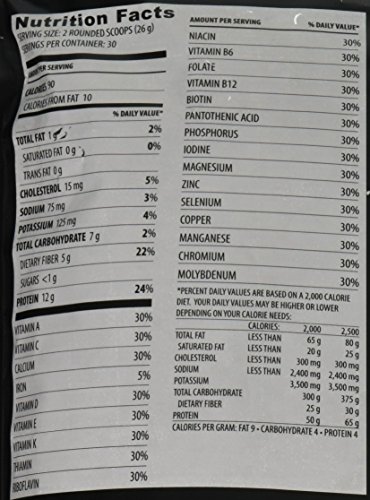 Nutrition Facts
SERVING SIZE: 2 ROUNDED SCOOPS (26 g)
SERVINGS PER CONTAINER: 30
AMOUNT PER SERVING
CALORIES 90
CALORIES FROM FAT 10
% DAILY VALUE*
TOTAL FAT 1 g 2%
SATURATED FAT 0 g 0%
TRANS FAT 0g
CHOLESTEROL 15 mg 5%
SODIUM 75 mg 3%
POTASSIUM 125 mg 4%
TOTAL CARBOHYDRATE 7 g 2%
DIETARY FIBER 5 g 22%
SUGARS <1 g
PROTEIN 12 g 24%
VITAMIN A 30%
VITAMIN C 30%
CALCIUM 30%
IRON 5%
VITAMIN D 30%
VITAMIN E 30%
VITAMIN K 30%
THIAMIN 30%
RIBOFLAVIN 30%
AMOUNT PER SERVING % DAILY VALUE*
NIACIN 30%
VITAMIN B6 30%
FOLATE 30%
VITAMIN B12 30%
BIOTIN 30%
PANTOTHENIC ACID 30%
PHOSPHORUS 30%
IODINE 30%
MAGNESIUM 30%
ZINC 30%
SELENIUM 30%
COPPER 30%
MANGANESE 30%
CHROMIUM 30%
MOLYBDENUM 30%
*PERCENT DAILY VALUES ARE BASED ON A 2,000 CALORIE
DIET. YOUR DAILY VALUES MAY BE HIGHER OR LOWER
DEPENDING ON YOUR CALORIE NEEDS:
CALORIES: 2,000 2,500
TOTAL FAT LESS THAN 65 g 80 g
SATURATED FAT LESS THAN 20 g 25 g
CHOLESTEROL LESS THAN 300 mg 300 mg
SODIUM LESS THAN 2,400 mg 2,400 mg
POTASSIUM 3,500 mg 3,500 mg
TOTAL CARBOHYDRATE 300 g 375 g
DIETARY FIBER 25 g 30 g
PROTEIN 50 g 65 g
CALORIES PER GRAM: FAT 9 • CARBOHYDRATE 4 • PROTEIN 4